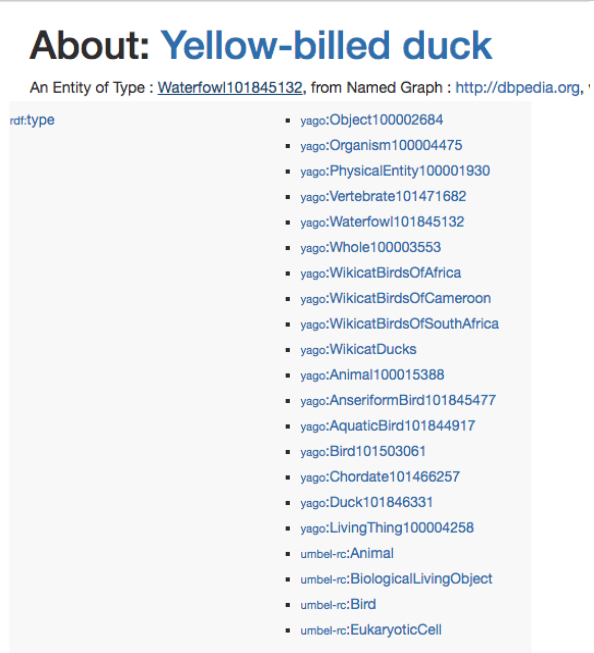 About: Yellow-billed duck
An Entity of Type : Waterfowl101845132, from Named Graph : http://dbpedia.org,
rdf:type
▪ yago:Object100002684
▪ yago:Organism100004475
▪ yago:PhysicalEntity100001930
▪ yago:Vertebrate101471682
▪ yago:Waterfowl101845132
▪ yago:Whole100003553
▪ yago:WikicatBirdsOfAfrica
▪ yago:WikicatBirdsOfCameroon
▪ yago:WikicatBirdsOfSouthAfrica
▪ yago:WikicatDucks
▪ yago:Animal100015388
▪ yago:AnseriformBird101845477
▪ yago:AquaticBird101844917
▪ yago:Bird101503061
▪ yago:Chordate101466257
▪ yago:Duck101846331
▪ yago:LivingThing100004258
▪ umbel-rc:Animal
▪ umbel-rc:BiologicalLivingObject
▪ umbel-rc:Bird
▪ umbel-rc:EukaryoticCell